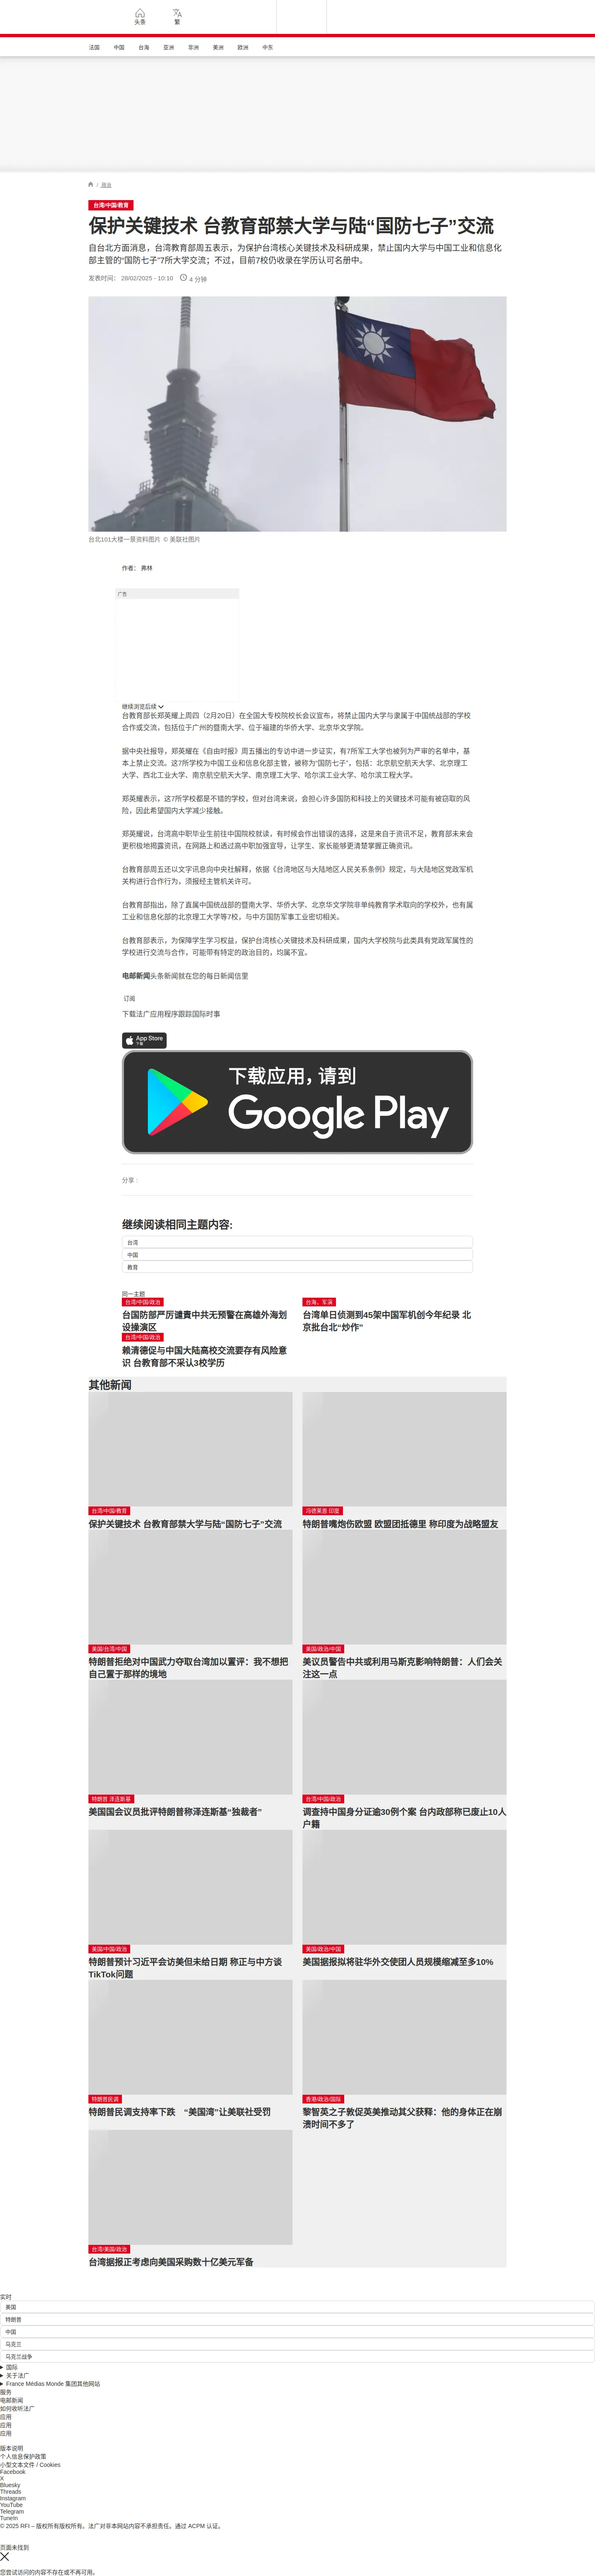 头条
繁
法国
中国
台海
亚洲
非洲
美洲
欧洲
中东
/ 政治
台湾/中国/教育
保护关键技术 台教育部禁大学与陆“国防七子”交流
自台北方面消息，台湾教育部周五表示，为保护台湾核心关键技术及科研成果，禁止国内大学与中国工业和信息化
部主管的“国防七子”7所大学交流；不过，目前7校仍收录在学历认可名册中。
发表时间： 28/02/2025 - 10:10
4 分钟
台北101大楼一景资料图片 © 美联社图片
作者： 弗林
广告
继续浏览后续
台教育部长郑英耀上周四（2月20日）在全国大专校院校长会议宣布，将禁止国内大学与隶属于中国统战部的学校
合作或交流，包括位于广州的暨南大学、位于福建的华侨大学、北京华文学院。
据中央社报导，郑英耀在《自由时报》周五播出的专访中进一步证实，有7所军工大学也被列为严审的名单中，基
本上禁止交流。这7所学校为中国工业和信息化部主管，被称为“国防七子”，包括：北京航空航天大学、北京理工
大学、西北工业大学、南京航空航天大学、南京理工大学、哈尔滨工业大学、哈尔滨工程大学。
郑英耀表示，这7所学校都是不错的学校，但对台湾来说，会担心许多国防和科技上的关键技术可能有被窃取的风
险，因此希望国内大学减少接触。
郑英耀说，台湾高中职毕业生前往中国院校就读，有时候会作出错误的选择，这是来自于资讯不足，教育部未来会
更积极地揭露资讯，在网路上和透过高中职加强宣导，让学生、家长能够更清楚掌握正确资讯。
台教育部周五还以文字讯息向中央社解释，依据《台湾地区与大陆地区人民关系条例》规定，与大陆地区党政军机
关构进行合作行为，须报经主管机关许可。
台教育部指出，除了直属中国统战部的暨南大学、华侨大学、北京华文学院非单纯教育学术取向的学校外，也有属
工业和信息化部的北京理工大学等7校，与中方国防军事工业密切相关。
台教育部表示，为保障学生学习权益，保护台湾核心关键技术及科研成果，国内大学校院与此类具有党政军属性的
学校进行交流与合作，可能带有特定的政治目的，均属不宜。
电邮新闻头条新闻就在您的每日新闻信里
订阅
下载法广应用程序跟踪国际时事
App Store
下载
下载应用，请到
Google Play
分享 :
继续阅读相同主题内容:
台湾
中国
教育
同一主题
台湾/中国/政治
台国防部严厉谴责中共无预警在高雄外海划
设操演区
台海，军演
台湾单日侦测到45架中国军机创今年纪录 北
京批台北“炒作”
台湾/中国/政治
赖清德促与中国大陆高校交流要存有风险意
识 台教育部不采认3校学历
其他新闻
台湾/中国/教育
保护关键技术 台教育部禁大学与陆“国防七子”交流
冯德莱恩 印度
特朗普嘴炮伤欧盟 欧盟团抵德里 称印度为战略盟友
美国/台湾/中国
特朗普拒绝对中国武力夺取台湾加以置评：我不想把
自己置于那样的境地
美国/政治/中国
美议员警告中共或利用马斯克影响特朗普：人们会关
注这一点
特朗普 泽连斯基
美国国会议员批评特朗普称泽连斯基“独裁者”
台湾/中国/政治
调查持中国身分证逾30例个案 台内政部称已废止10人
户籍
美国/中国/政治
特朗普预计习近平会访美但未给日期 称正与中方谈
TikTok问题
美国/政治/中国
美国据报拟将驻华外交使团人员规模缩减至多10%
特朗普民调
特朗普民调支持率下跌　“美国湾”让美联社受罚
香港/政治/国际
黎智英之子敦促英美推动其父获释：他的身体正在崩
溃时间不多了
台湾/美国/政治
台湾据报正考虑向美国采购数十亿美元军备
实时
美国
特朗普
中国
乌克兰
乌克兰战争
国际
关于法广
France Médias Monde 集团其他网站
服务
电邮新闻
如何收听法广
应用
应用
应用
版本说明
个人信息保护政策
小型文本文件 / Cookies
Facebook
X
Bluesky
Threads
Instagram
YouTube
Telegram
TuneIn
© 2025 RFI – 版权所有版权所有。法广对非本网站内容不承担责任。通过 ACPM 认证。
页面未找到
您尝试访问的内容不存在或不再可用。